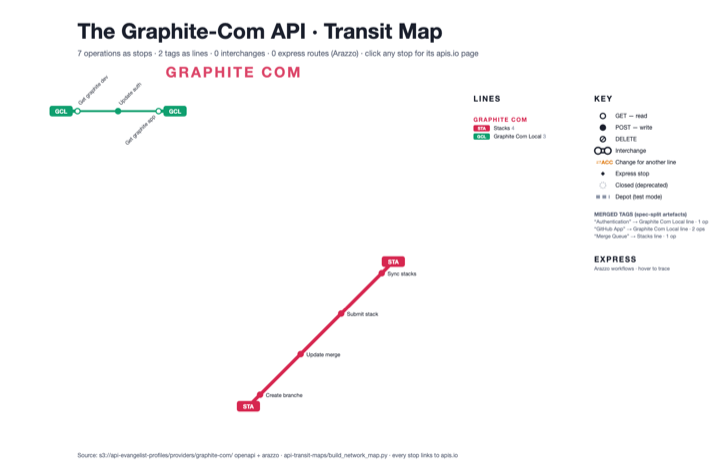 The Graphite-Com API · Transit Map
7 operations as stops · 2 tags as lines · 0 interchanges · 0 express routes (Arazzo) · click any stop for its apis.io page
GRAPHITE COM
Get graphite dev
Update auth
GCL
GCL
Get graphite app
LINES
GRAPHITE COM
STA Stacks 4
GCL Graphite Com Local 3
KEY
GET — read
POST — write
DELETE
Interchange
Change for another line
Express stop
Closed (deprecated)
Depot (test mode)
MERGED TAGS (spec-split artefacts)
"Authentication" → Graphite Com Local line · 1 op
"GitHub App" → Graphite Com Local line · 2 ops
"Merge Queue" → Stacks line · 1 op
EXPRESS
Arazzo workflows · hover to trace
STA
Sync stacks
Submit stack
Update merge
Create branche
STA
Source: s3://api-evangelist-profiles/providers/graphite-com/ openapi + arazzo · api-transit-maps/build_network_map.py · every stop links to apis.io